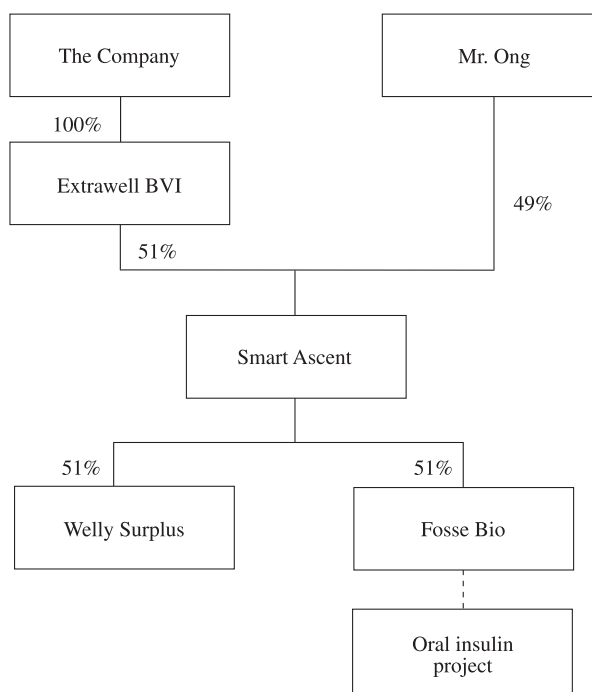 The Company
Mr. Ong
100%
Extrawell BVI
49%
51%
Smart Ascent
51%
51%
Welly Surplus
Fosse Bio
Oral insulin
project